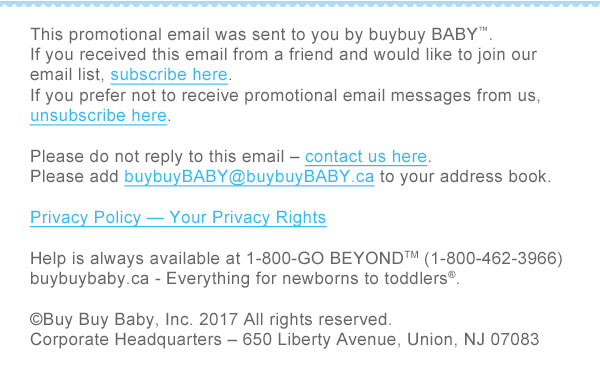 This promotional email was sent to you by buybuy BABY™.
If you received this email from a friend and would like to join our
email list, subscribe here.
If you prefer not to receive promotional email messages from us,
unsubscribe here.
Please do not reply to this email – contact us here.
Please add buybuyBABY@buybuyBABY.ca to your address book.
Privacy Policy — Your Privacy Rights
Help is always available at 1-800-GO BEYOND™ (1-800-462-3966)
buybuybaby.ca - Everything for newborns to toddlers®.
©Buy Buy Baby, Inc. 2017 All rights reserved.
Corporate Headquarters – 650 Liberty Avenue, Union, NJ 07083